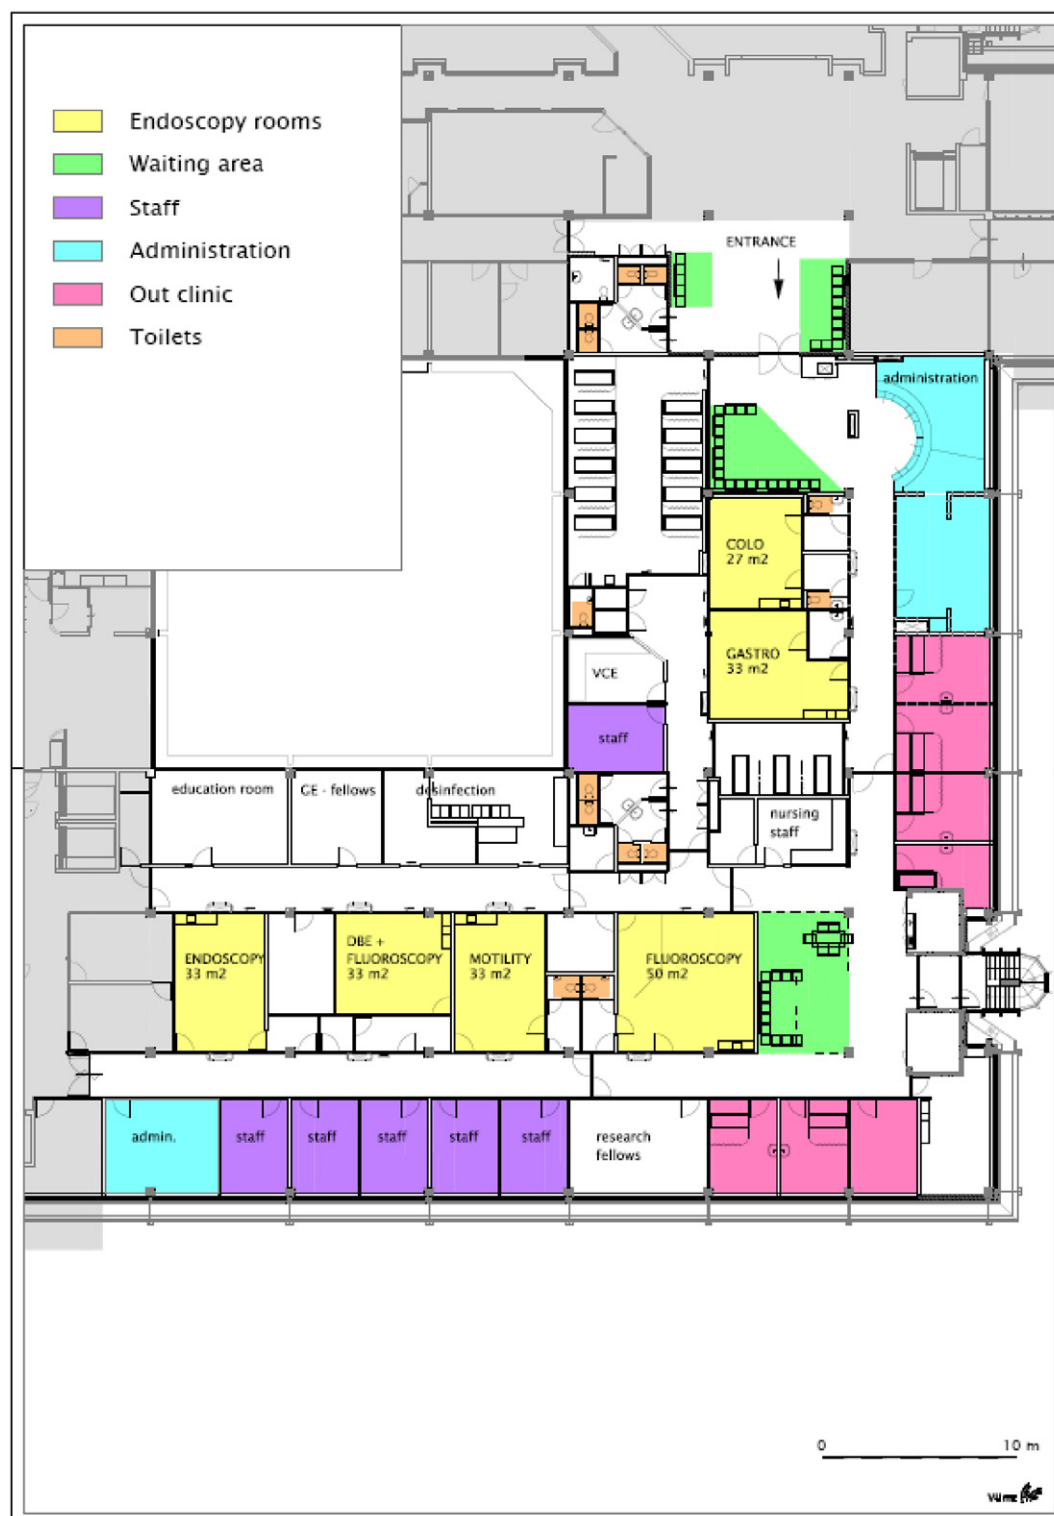 Endoscopy rooms
Waiting area
Staff
Administration
Out clinic
Toilets
ENTRANCE
administration
COLO
27 m2
GASTRO
33 m2
VCE
staff
education room
GE - fellows
desinfection
nursing
staff
ENDOSCOPY
33 m2
DBE +
FLUOROSCOPY
33 m2
MOTILITY
33 m2
FLUOROSCOPY
50 m2
admin.
staff
staff
staff
staff
staff
research
fellows
0 10 m